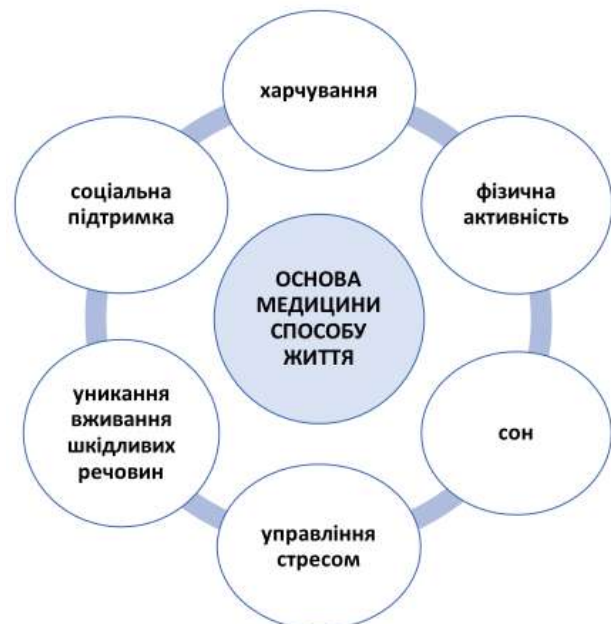 харчування
фізична
активність
сон
управління
стресом
уникання
вживання
шкідливих
речовин
соціальна
підтримка
ОСНОВА
МЕДИЦИНИ
СПОСОБУ
ЖИТТЯ